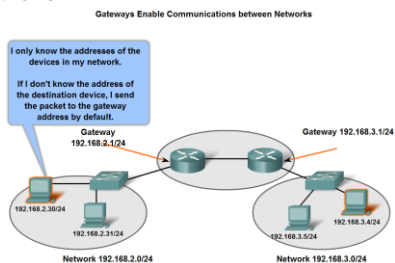 Gateways Enable Communications between Networks
I only know the addresses of the
devices in my network.
If I don't know the address of
the destination device, I send
the packet to the gateway
address by default.
Gateway
192.168.2.1/24
Gateway 192.168.3.1/24
192.168.2.30/24
192.168.2.31/24
192.168.3.4/24
192.168.3.5/24
Network 192.168.2.0/24
Network 192.168.3.0/24